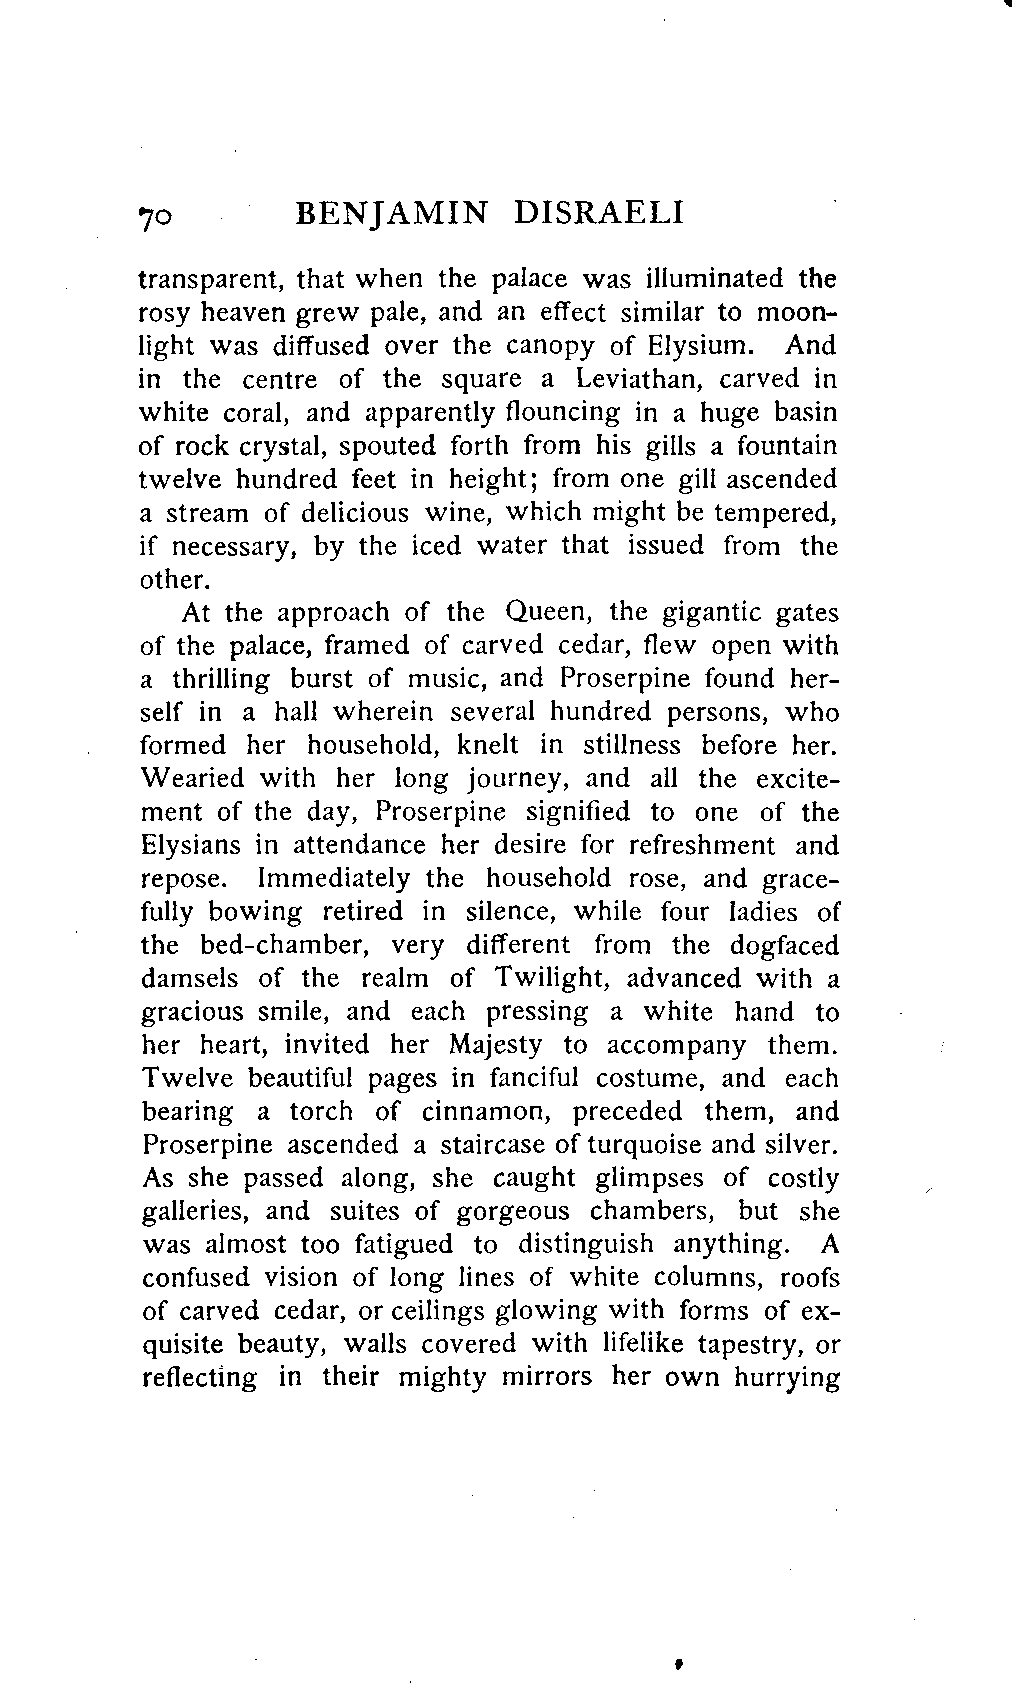 70 BENJAMIN DISRAELI
transparent, that when the palace was illuminated the
rosy heaven grew pale, and an effect similar to moon-
light was diffused over the canopy of Elysium. And
in the centre of the square a Leviathan, carved in
white coral, and apparently flouncing in a huge basin
of rock crystal, spouted forth from his gills a fountain
twelve hundred feet in height; from one gill ascended
a stream of delicious wine, which might be tempered,
if necessary, by the iced water that issued from the
other.
At the approach of the Queen, the gigantic gates
of the palace, framed of carved cedar, flew open with
a thrilling burst of music, and Proserpine found her-
self in a hall wherein several hundred persons, who
formed her household, knelt in stillness before her.
Wearied with her long journey, and all the excite-
ment of the day, Proserpine signified to one of the
Elysians in attendance her desire for refreshment and
repose. Immediately the household rose, and grace-
fully bowing retired in silence, while four ladies of
the bed-chamber, very different from the dogfaced
damsels of the realm of Twilight, advanced with a
gracious smile, and each pressing a white hand to
her heart, invited her Majesty to accompany them.
Twelve beautiful pages in fanciful costume, and each
bearing a torch of cinnamon, preceded them, and
Proserpine ascended a staircase of turquoise and silver.
As she passed along, she caught glimpses of costly
galleries, and suites of gorgeous chambers, but she
was almost too fatigued to distinguish anything. A
confused vision of long lines of white columns, roofs
of carved cedar, or ceilings glowing with forms of ex-
quisite beauty, walls covered with lifelike tapestry, or
reflecting in their mighty mirrors her own hurrying